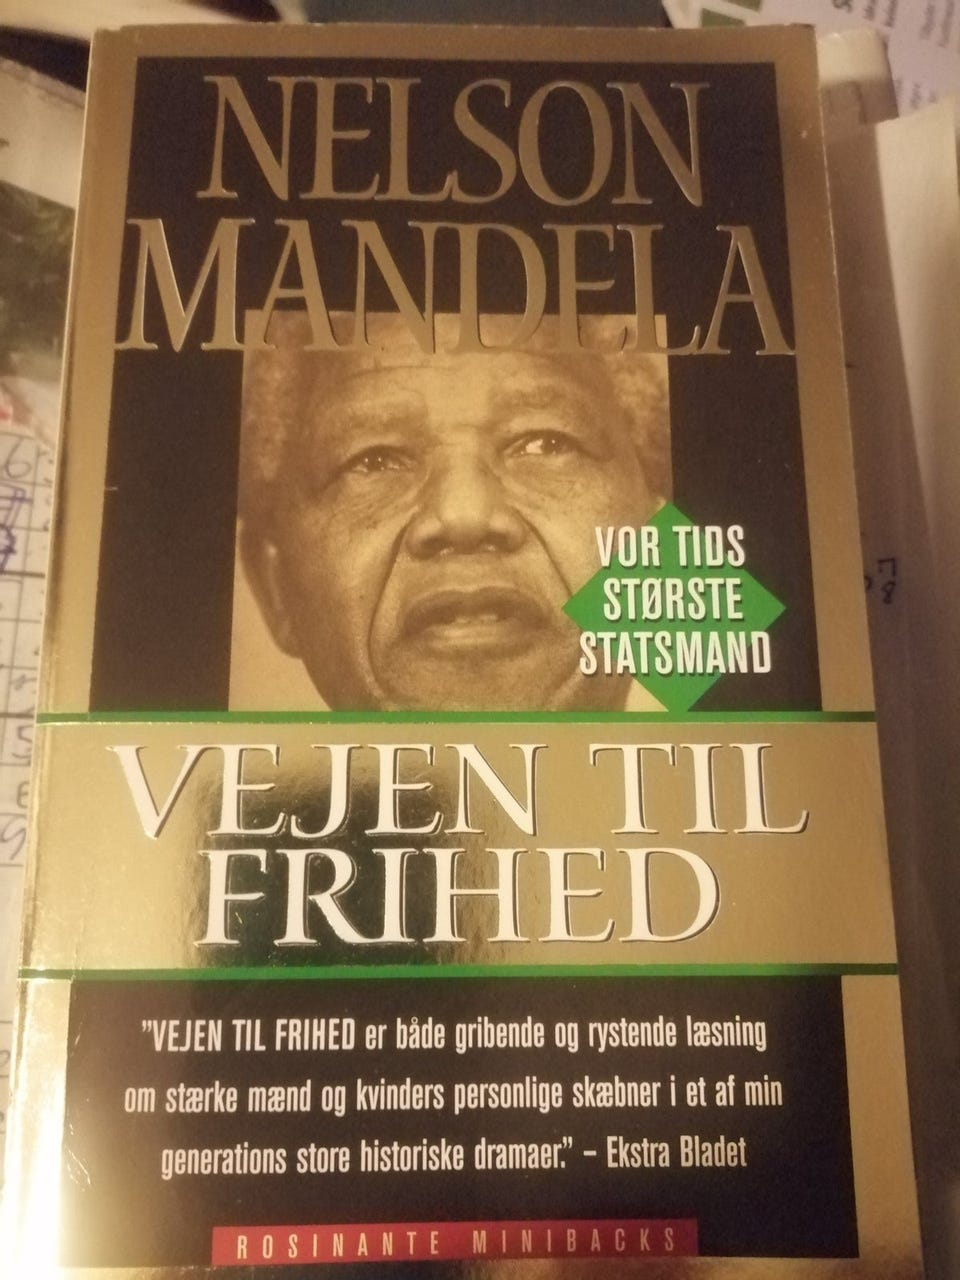 NELSON
MANDELA
VOR TIDS
STØRSTE
STATSMAND
VEJEN TIL
FRIHED
”VEJEN TIL FRIHED er både gribende og rystende læsning
om stærke mænd og kvinders personlige skæbner i et af min
generations store historiske dramaer.” – Ekstra Bladet
ROSINANTE MINIBACKS